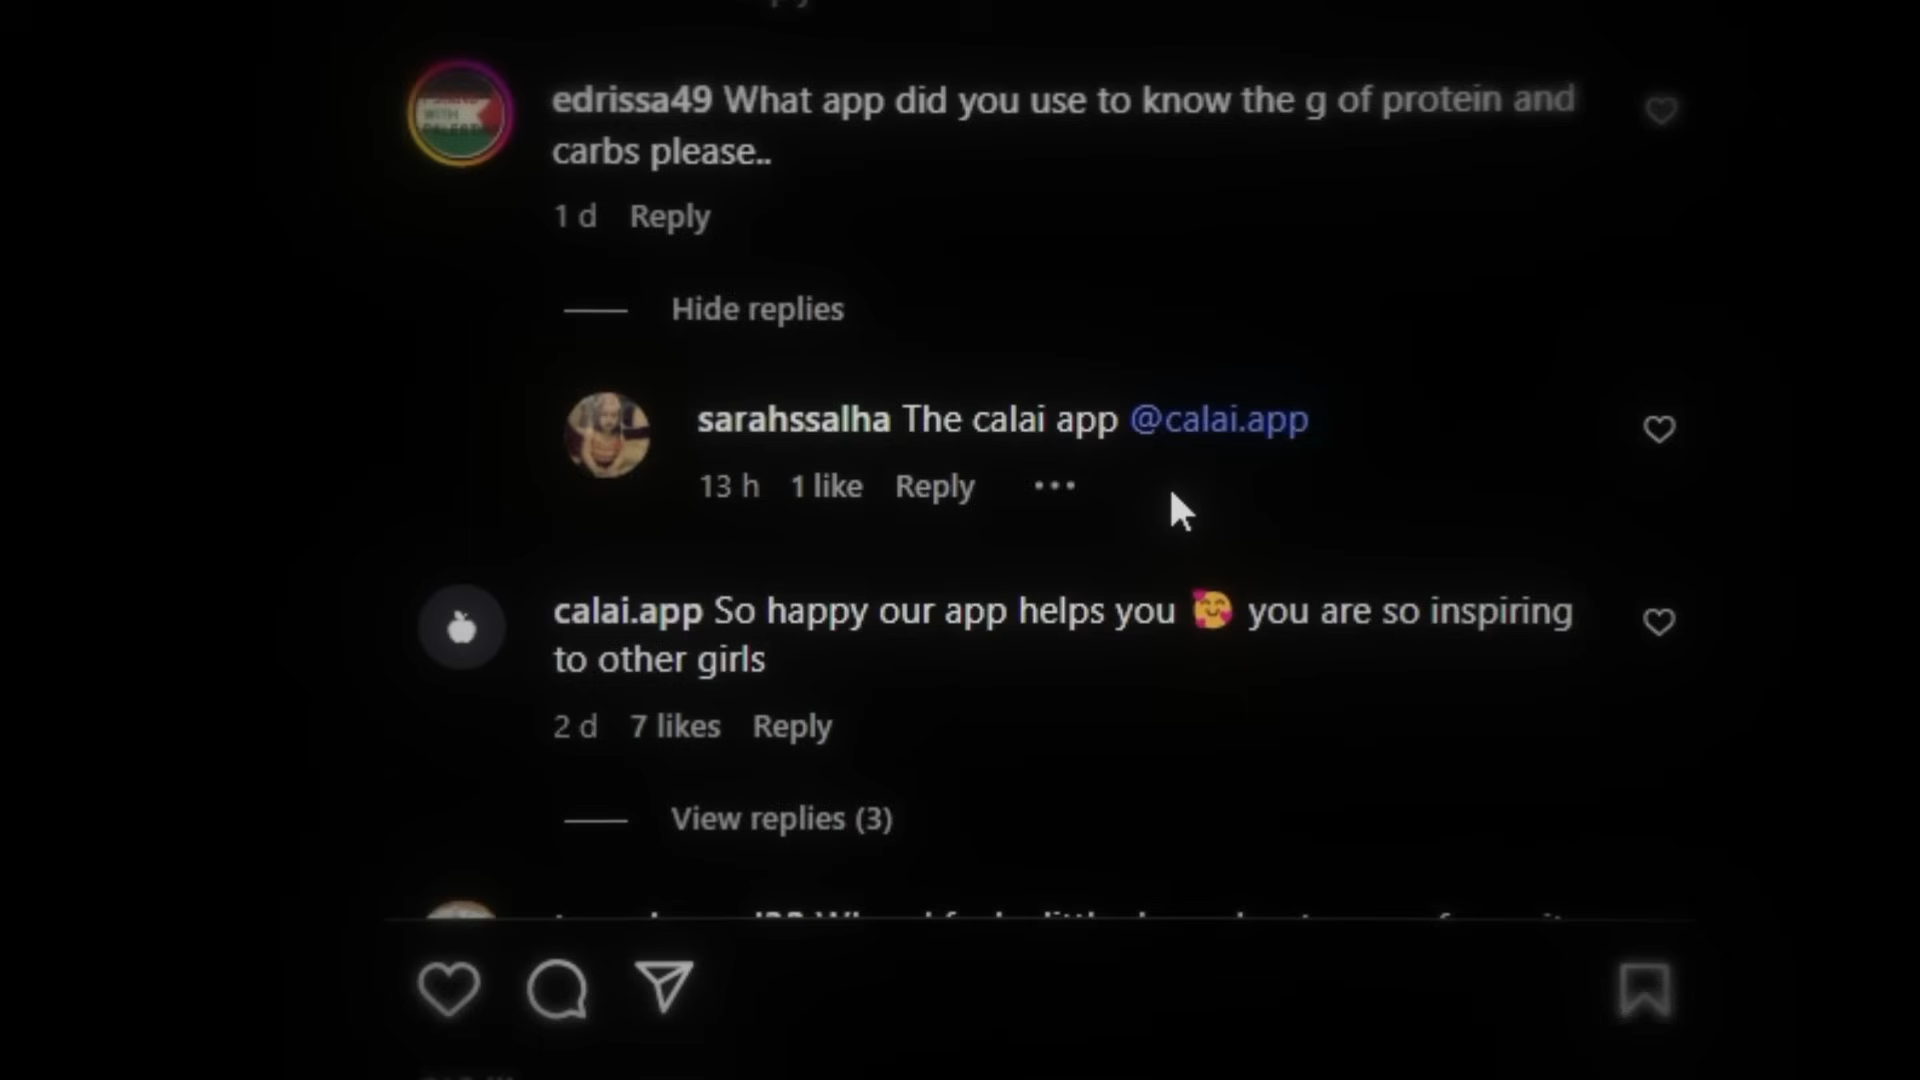 edrissa49 What app did you use to know the g of protein and
carbs please..
1 d Reply
Hide replies
sarahssalha The calai app @calai.app
13 h 1 like Reply
calai.app So happy our app helps you 🥰 you are so inspiring
to other girls
2 d 7 likes Reply
View replies (3)